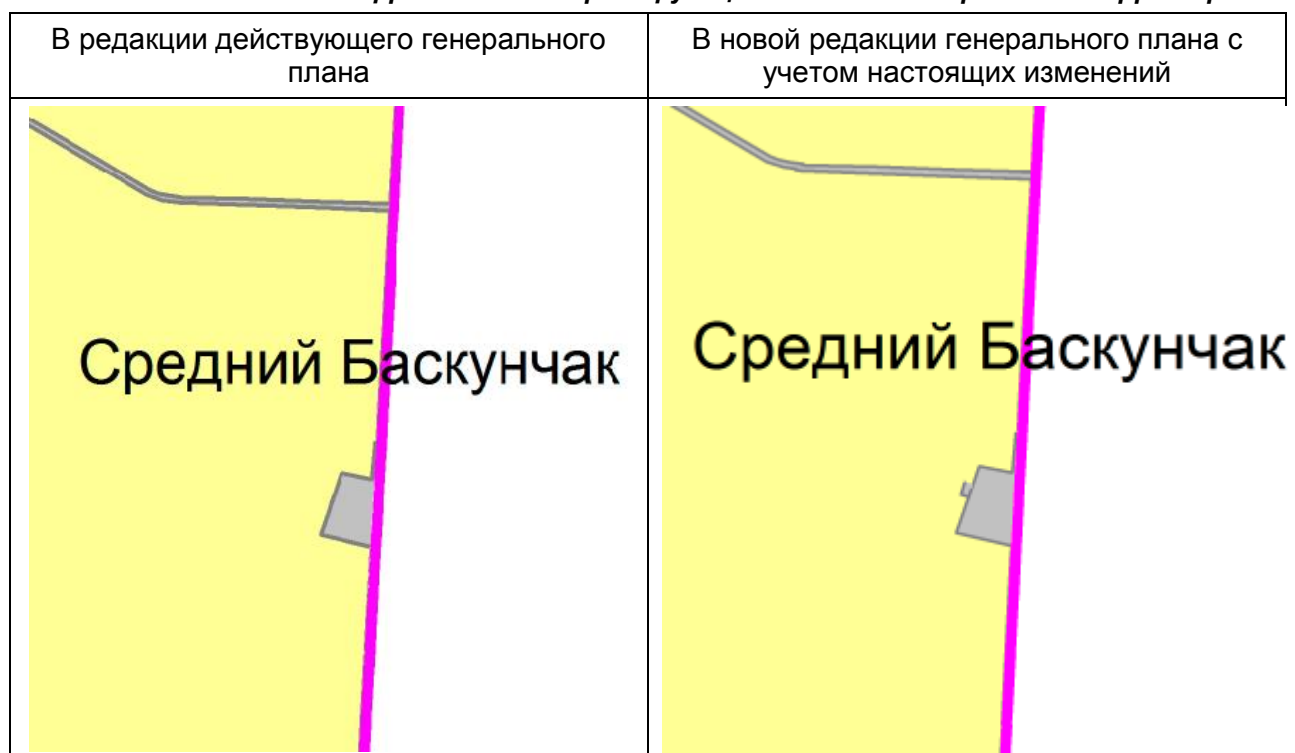 В редакции действующего генерального
плана
В новой редакции генерального плана с
учетом настоящих изменений
Средний Баскунчак
Средний Баскунчак